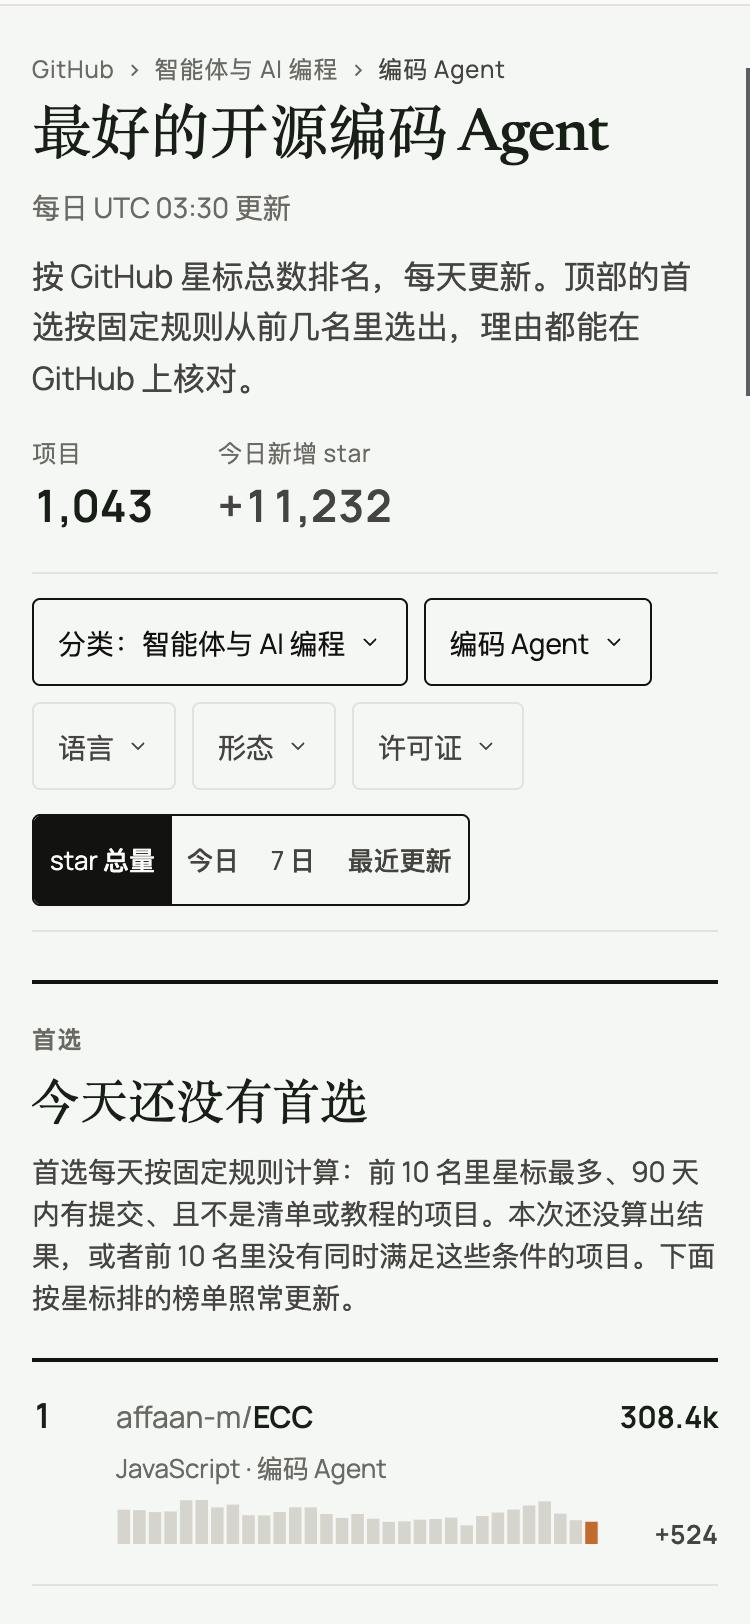 GitHub › 智能体与 AI 编程 › 编码 Agent
最好的开源编码 Agent
每日 UTC 03:30 更新
按 GitHub 星标总数排名，每天更新。顶部的首
选按固定规则从前几名里选出，理由都能在
GitHub 上核对。
项目 今日新增 star
1,043 +11,232
分类：智能体与 AI 编程 编码 Agent
语言 形态 许可证
star 总量 今日 7 日 最近更新
首选
今天还没有首选
首选每天按固定规则计算：前 10 名里星标最多、90 天
内有提交、且不是清单或教程的项目。本次还没算出结
果，或者前 10 名里没有同时满足这些条件的项目。下面
按星标排的榜单照常更新。
1 affaan-m/ECC 308.4k
JavaScript · 编码 Agent
+524